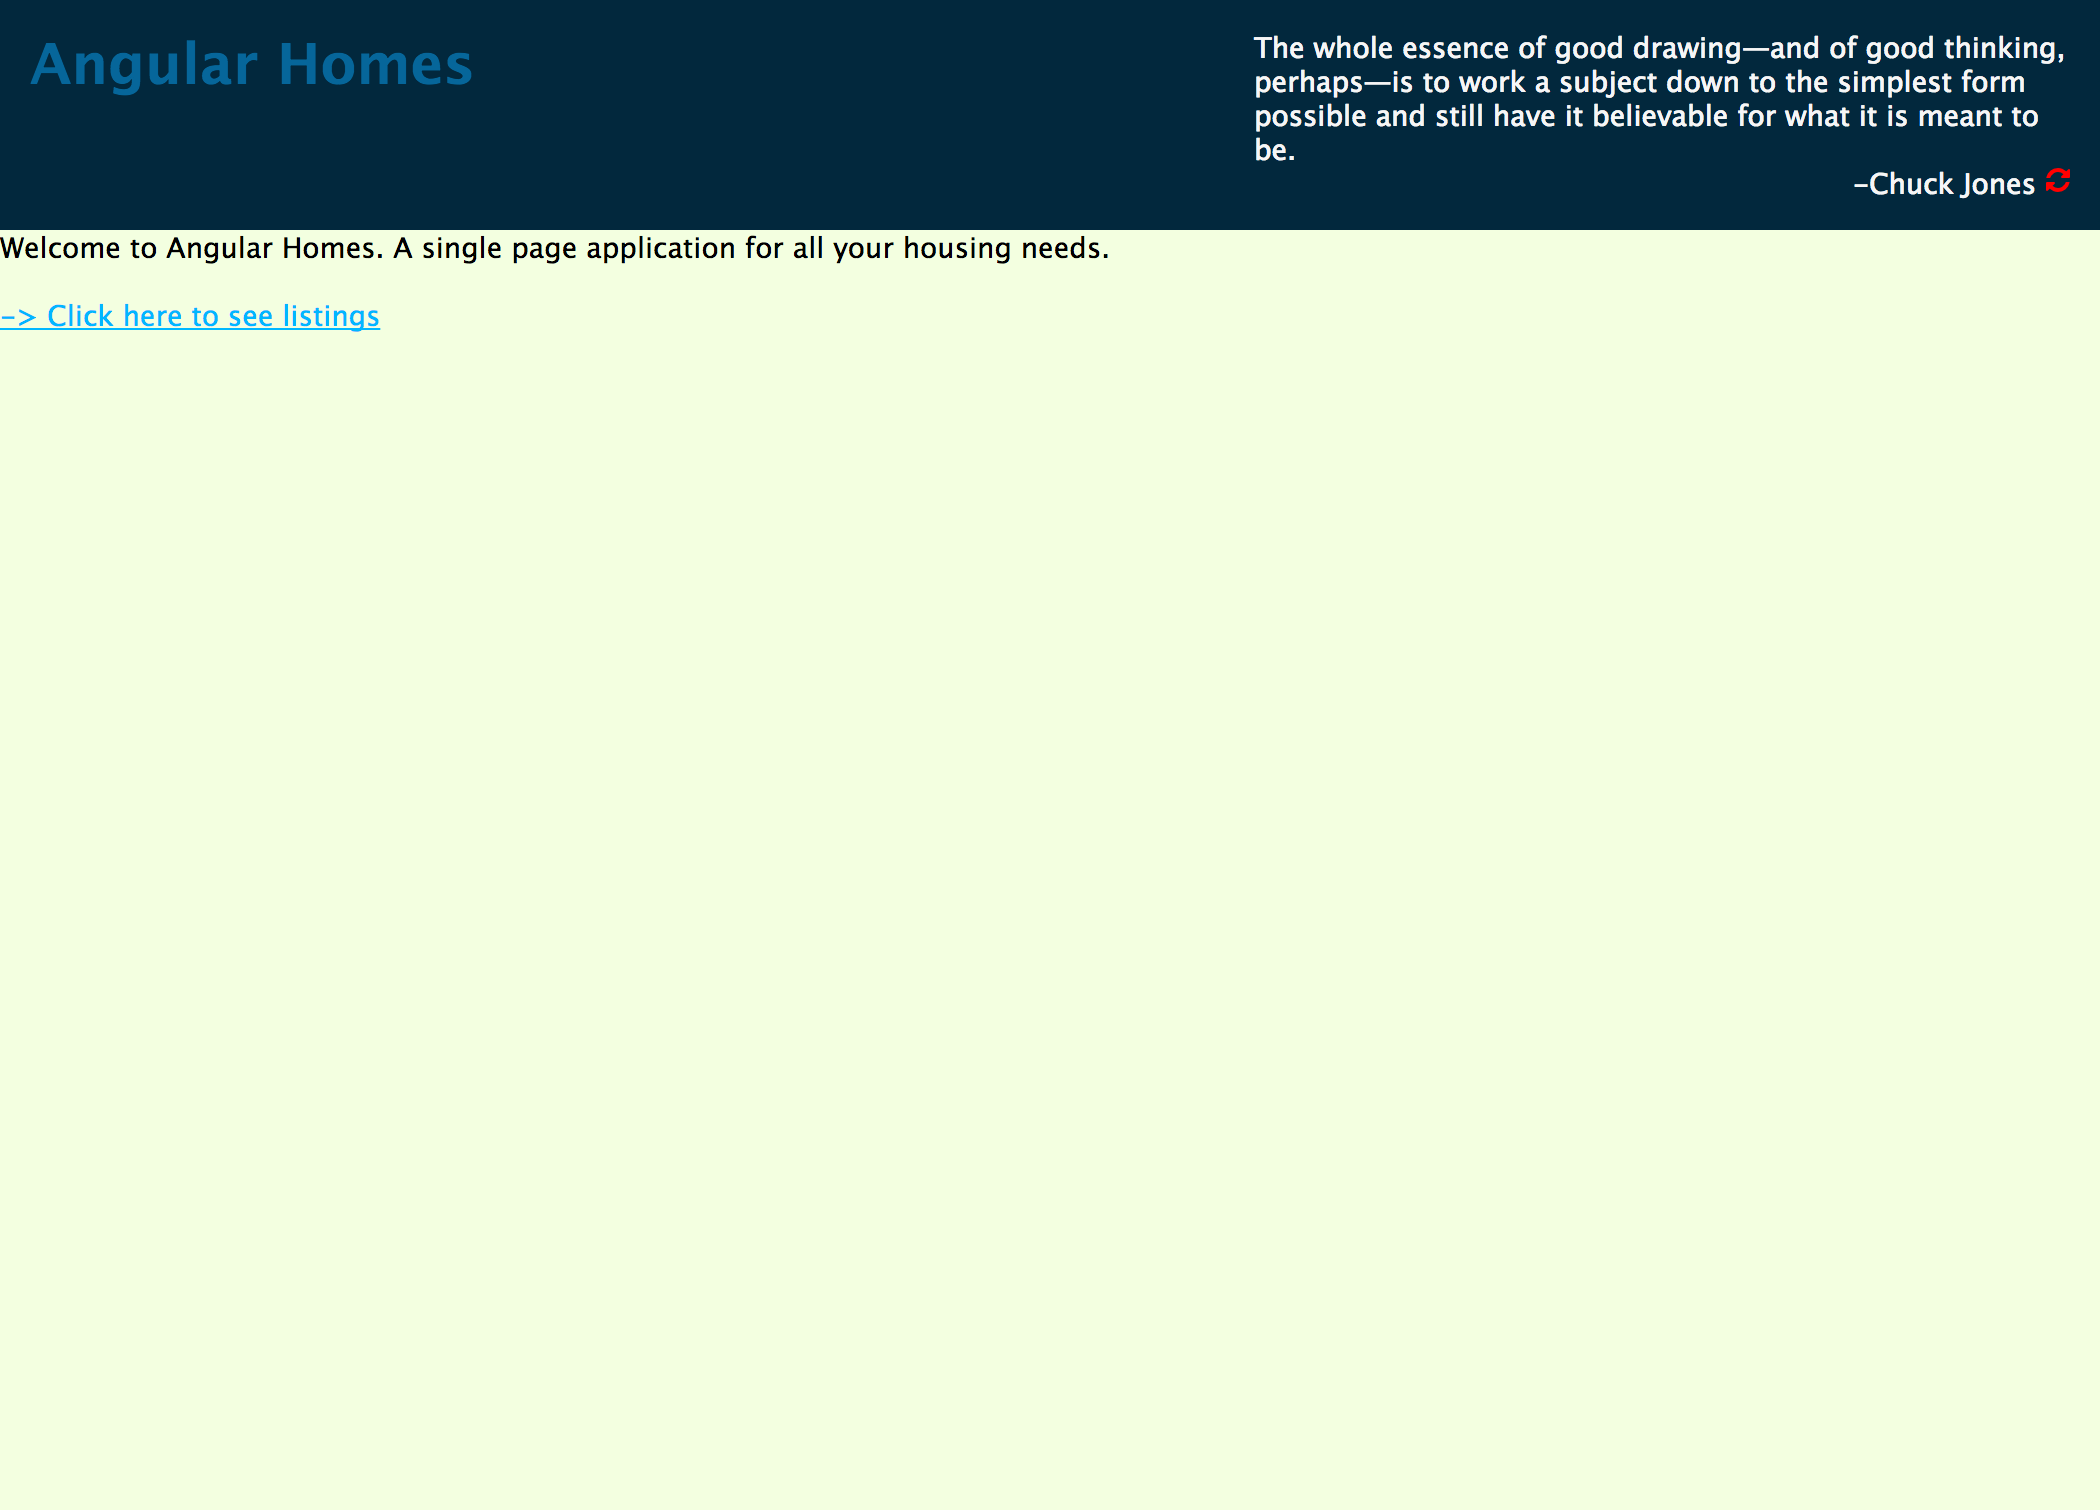 Angular Homes
The whole essence of good drawing—and of good thinking,
perhaps—is to work a subject down to the simplest form
possible and still have it believable for what it is meant to
be.
-Chuck Jones
Welcome to Angular Homes. A single page application for all your housing needs.
-> Click here to see listings